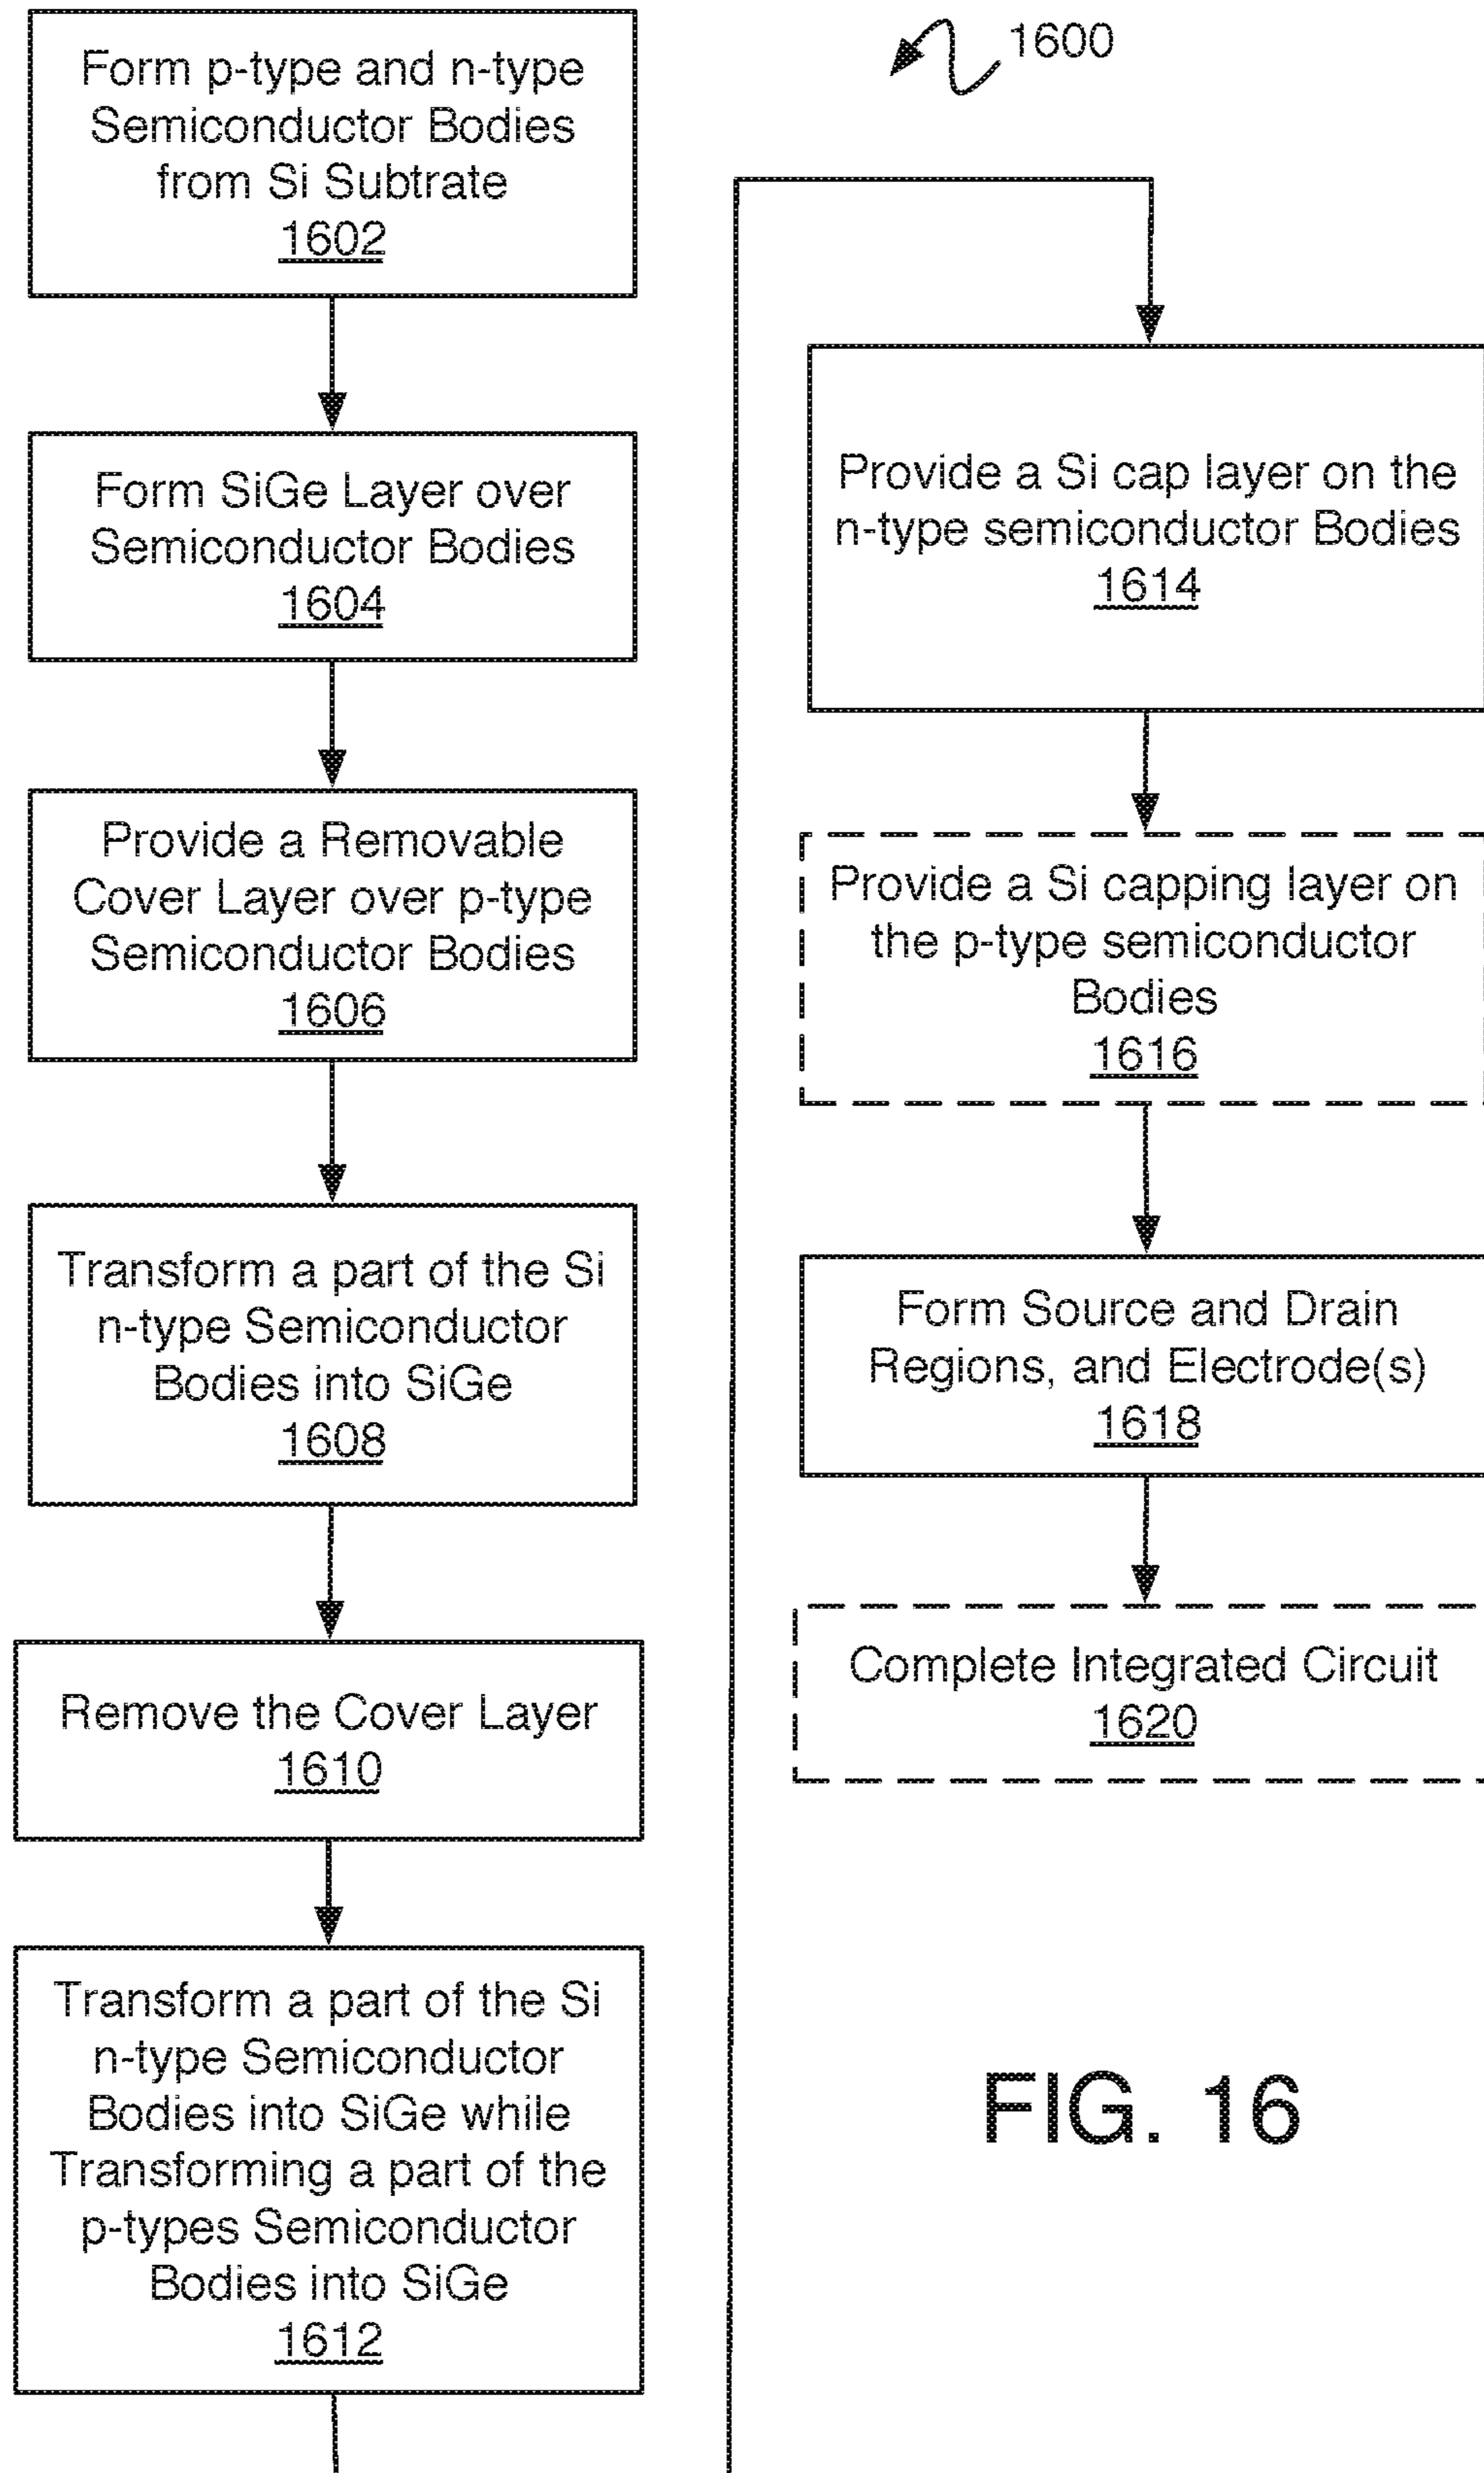 Form p-type and n-type
Semiconductor Bodies
from Si Subtrate
1602
Form SiGe Layer over
Semiconductor Bodies
1604
Provide a Removable
Cover Layer over p-type
Semiconductor Bodies
1606
Transform a part of the Si
n-type Semiconductor
Bodies into SiGe
1608
Remove the Cover Layer
1610
Transform a part of the Si
n-type Semiconductor
Bodies into SiGe while
Transforming a part of the
p-types Semiconductor
Bodies into SiGe
1612
1600
Provide a Si cap layer on the
n-type semiconductor Bodies
1614
Provide a Si capping layer on
the p-type semiconductor
Bodies
1616
Form Source and Drain
Regions, and Electrode(s)
1618
Complete Integrated Circuit
1620
FIG. 16